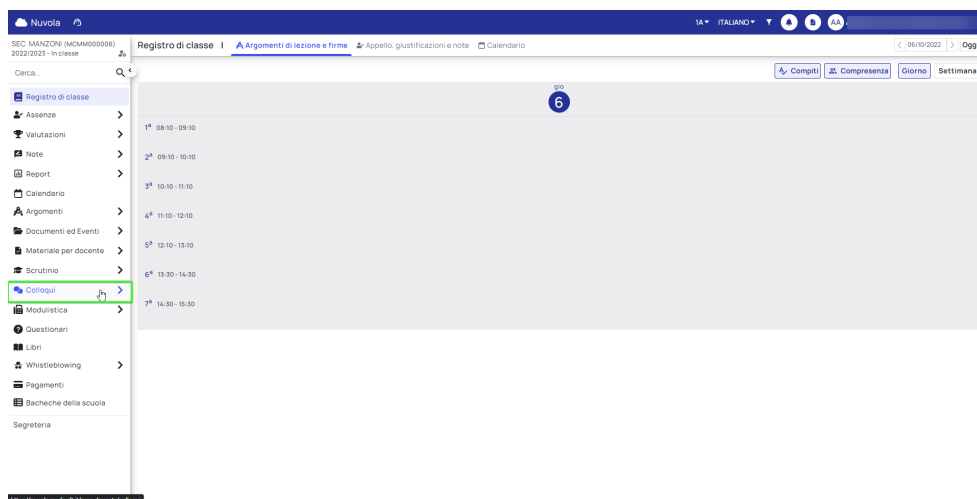 Nuvola
1A ITALIANO AA
SEC. MANZONI (MCMM000006)
2022/2023 - In classe
Registro di classe | Argomenti di lezione e firme Appello, giustificazioni e note Calendario
06/10/2022 Ogg
Cerca...
Compiti Compresenza Giorno Settimana
Registro di classe
Assenze
Valutazioni
Note
Report
Calendario
Argomenti
Documenti ed Eventi
Materiale per docente
Scrutinio
Colloqui
Modulistica
Questionari
Libri
Whistleblowing
Pagamenti
Bacheche della scuola
Segreteria
gio
6
1ª 08:10 - 09:10
2ª 09:10 - 10:10
3ª 10:10 - 11:10
4ª 11:10 - 12:10
5ª 12:10 - 13:10
6ª 13:30 - 14:30
7ª 14:30 - 15:30